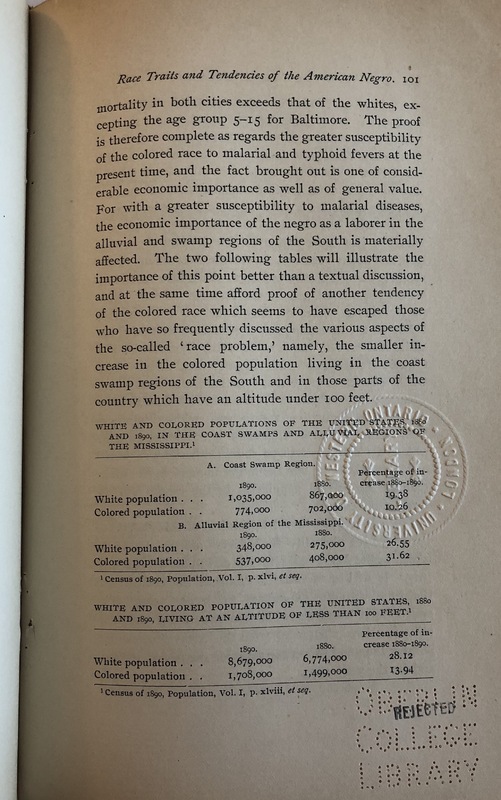 Race Traits and Tendencies of the American Negro. 101
mortality in both cities exceeds that of the whites, ex-
cepting the age group 5–15 for Baltimore. The proof
is therefore complete as regards the greater susceptibility
of the colored race to malarial and typhoid fevers at the
present time, and the fact brought out is one of consid-
erable economic importance as well as of general value.
For with a greater susceptibility to malarial diseases,
the economic importance of the negro as a laborer in the
alluvial and swamp regions of the South is materially
affected. The two following tables will illustrate the
importance of this point better than a textual discussion,
and at the same time afford proof of another tendency
of the colored race which seems to have escaped those
who have so frequently discussed the various aspects of
the so-called ‘race problem,’ namely, the smaller in-
crease in the colored population living in the coast
swamp regions of the South and in those parts of the
country which have an altitude under 100 feet.
WHITE AND COLORED POPULATIONS OF THE UNITED STATES, 1880
AND 1890, IN THE COAST SWAMPS AND ALLUVIAL REGIONS OF
THE MISSISSIPPI.¹
A. Coast Swamp Region.
Percentage of in-
1890. 1880. crease 1880–1890.
White population . . . 1,035,000 867,000 19.38
Colored population . . 774,000 702,000 10.26
B. Alluvial Region of the Mississippi.
1890. 1880.
White population . . . 348,000 275,000 26.55
Colored population . . 537,000 408,000 31.62
¹ Census of 1890, Population, Vol. I, p. xlvi, et seq.
WHITE AND COLORED POPULATION OF THE UNITED STATES, 1880
AND 1890, LIVING AT AN ALTITUDE OF LESS THAN 100 FEET.¹
Percentage of in-
1890. 1880. crease 1880–1890.
White population . . . 8,679,000 6,774,000 28.12
Colored population . . 1,708,000 1,499,000 13.94
¹ Census of 1890, Population, Vol. I, p. xlviii, et seq.
OBERLIN
REJECTED
COLLEGE
LIBRARY
UNIVERSITY
WESTERN ONTARIO
LONDON